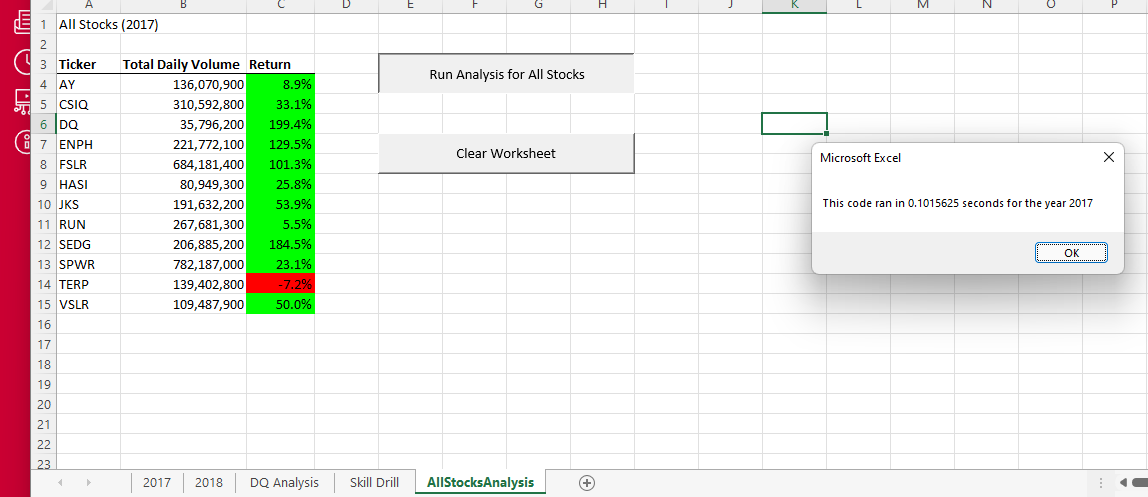 A B C D E F G H I J K L M N O P
1 All Stocks (2017)
2
3 Ticker Total Daily Volume Return Run Analysis for All Stocks
4 AY 136,070,900 8.9%
5 CSIQ 310,592,800 33.1%
6 DQ 35,796,200 199.4%
7 ENPH 221,772,100 129.5% Clear Worksheet
8 FSLR 684,181,400 101.3%
9 HASI 80,949,300 25.8%
10 JKS 191,632,200 53.9%
11 RUN 267,681,300 5.5%
12 SEDG 206,885,200 184.5%
13 SPWR 782,187,000 23.1%
14 TERP 139,402,800 -7.2%
15 VSLR 109,487,900 50.0%
16
17
18
19
20
21
22
23
Microsoft Excel
This code ran in 0.1015625 seconds for the year 2017
OK
2017 2018 DQ Analysis Skill Drill AllStocksAnalysis